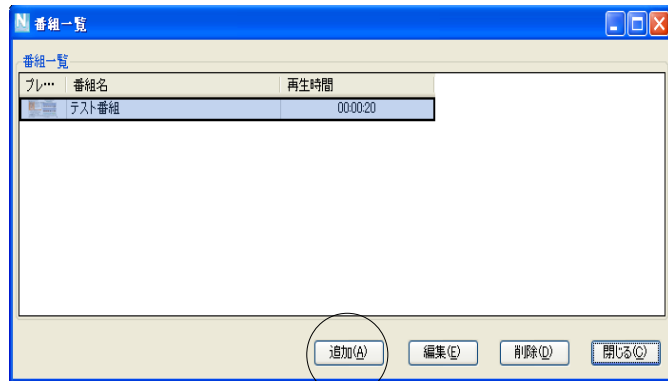 N 番組一覧
番組一覧
プレ… 番組名 再生時間
テスト番組 00:00:20
追加(A) 編集(E) 削除(D) 閉じる(C)